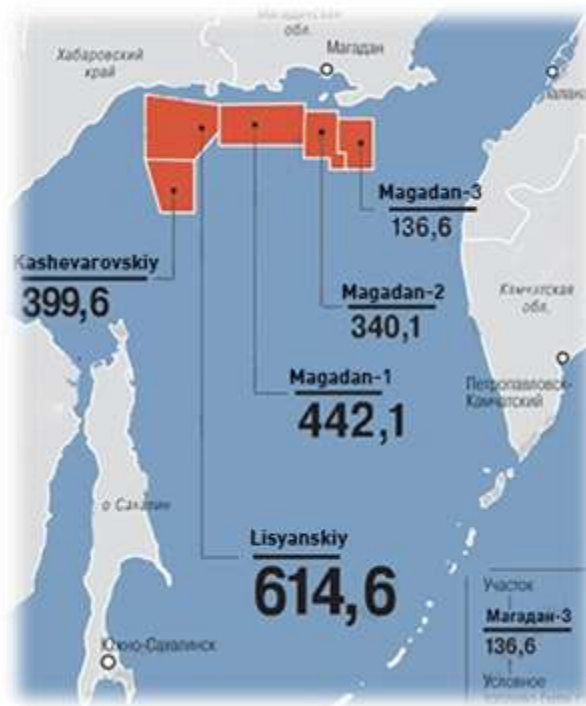 обл.
Магадан
Хабаровский
край
Magadan-3
136,6
Kashevarovskiy
399,6
Magadan-2
340,1
Камчатская
обл.
Magadan-1
442,1
Петропавловск-
Камчатский
о Сахалин
Lisyanskiy
614,6
Участок
Магадан-3
136,6
Южно-Сахалинск
Условное